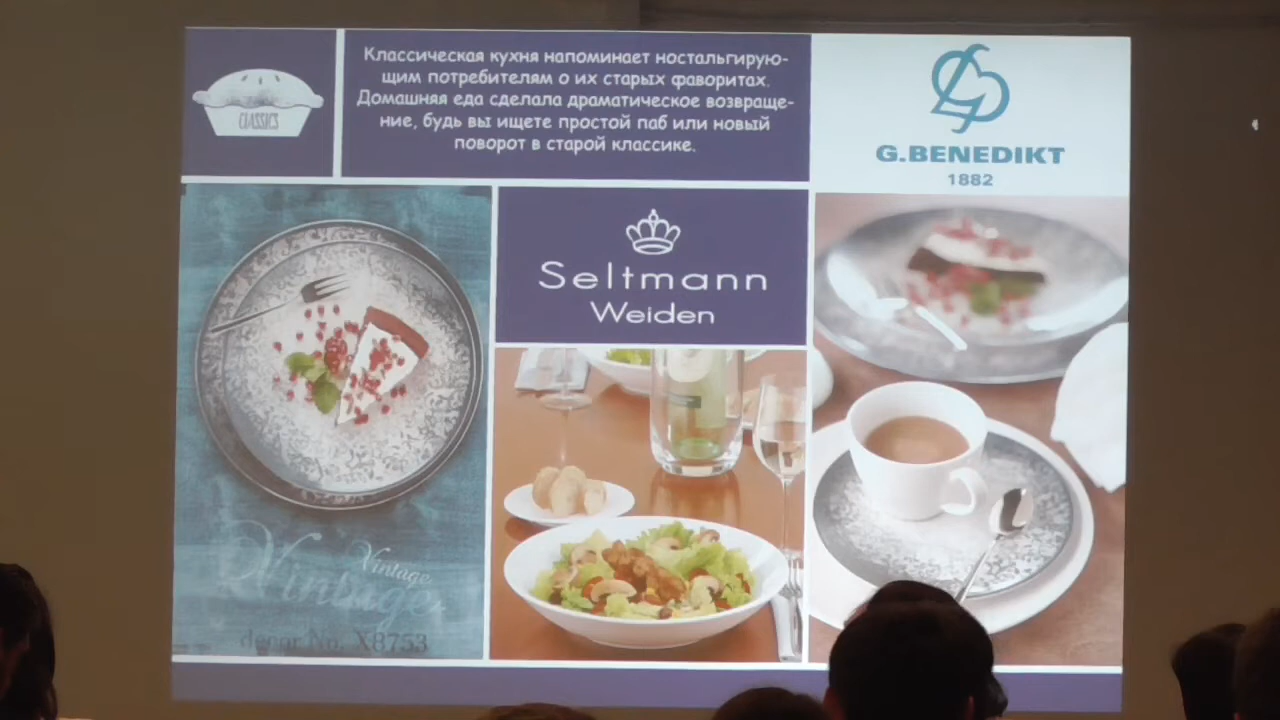 CLASSICS
Классическая кухня напоминает ностальгирую-
щим потребителям о их старых фаворитах.
Домашняя еда сделала драматическое возвраще-
ние, будь вы ищете простой паб или новый
поворот в старой классике.
G.BENEDIKT
1882
Seltmann
Weiden
Vintage
Vintage
decor No. X8753